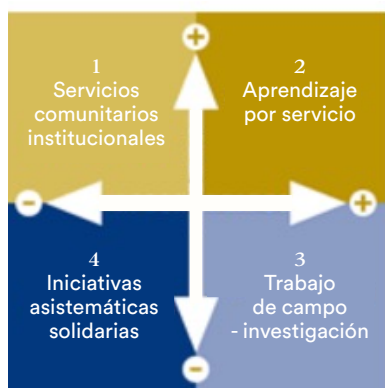 +
1
Servicios
comunitarios
institucionales
2
Aprendizaje
por servicio
-
+
4
Iniciativas
asistemáticas
solidarias
3
Trabajo
de campo
- investigación
-